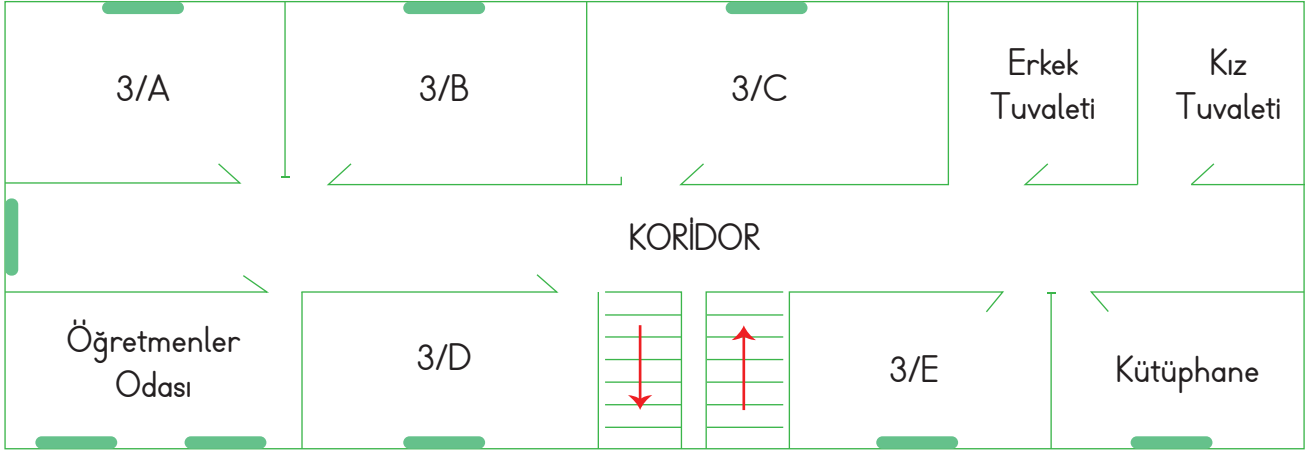 3/A
3/B
3/C
Erkek
Tuvaleti
Kız
Tuvaleti
KORİDOR
Öğretmenler
Odası
3/D
3/E
Kütüphane